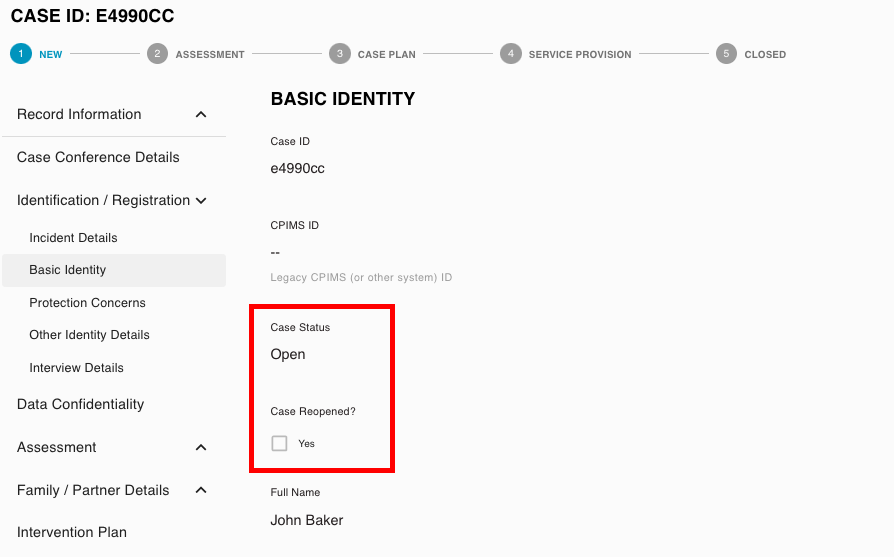 CASE ID: E4990CC
1 NEW 2 ASSESSMENT 3 CASE PLAN 4 SERVICE PROVISION 5 CLOSED
Record Information
Case Conference Details
Identification / Registration
Incident Details
Basic Identity
Protection Concerns
Other Identity Details
Interview Details
Data Confidentiality
Assessment
Family / Partner Details
Intervention Plan
BASIC IDENTITY
Case ID
e4990cc
CPIMS ID
--
Legacy CPIMS (or other system) ID
Case Status
Open
Case Reopened?
Yes
Full Name
John Baker